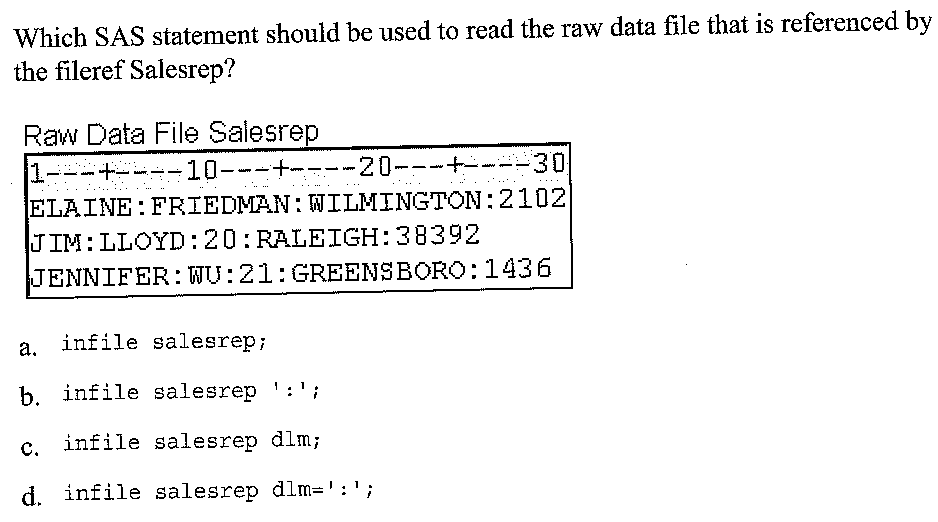 Which SAS statement should be used to read the raw data file that is referenced by
the fileref Salesrep?
Raw Data File Salesrep
1---+----10---+----20---+----30
ELAINE:FRIEDMAN:WILMINGTON:2102
JIM:LLOYD:20:RALEIGH:38392
JENNIFER:WU:21:GREENSBORO:1436
a. infile salesrep;
b. infile salesrep ':';
c. infile salesrep dlm;
d. infile salesrep dlm=':';